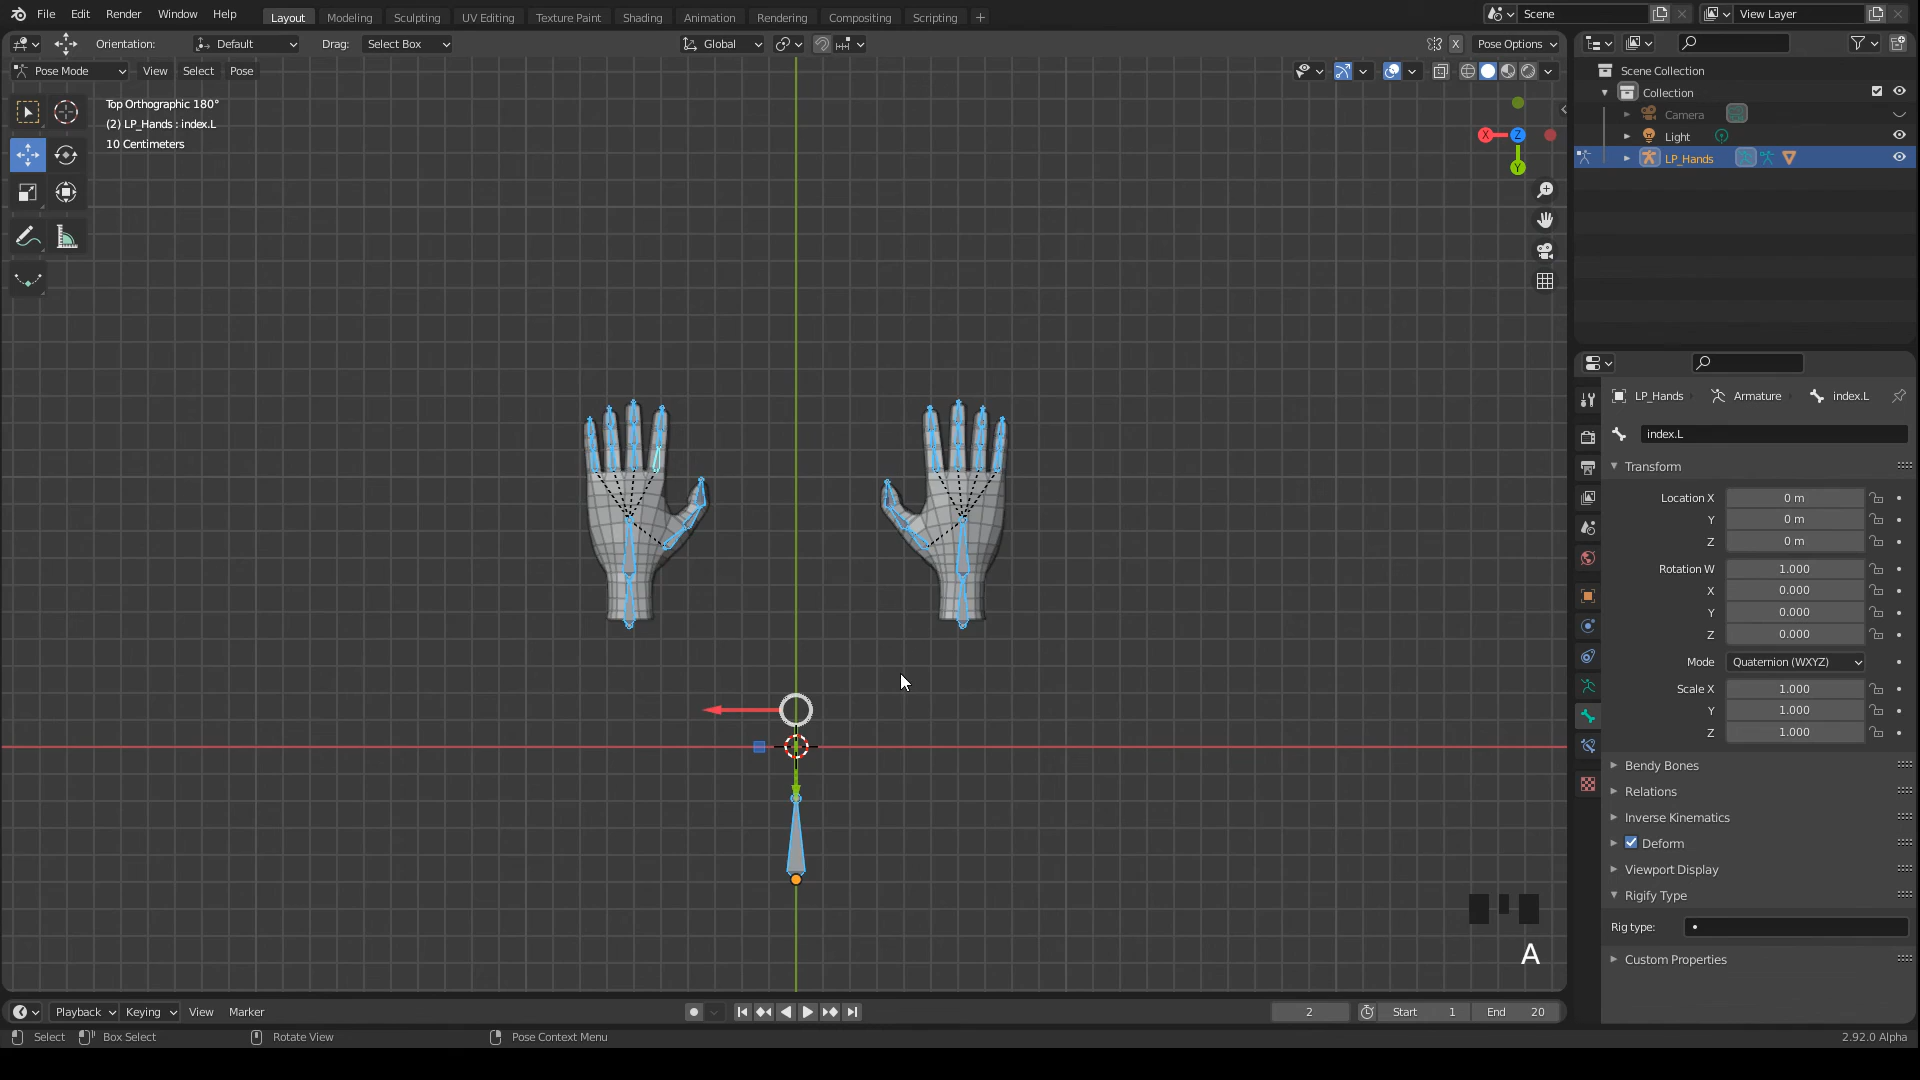 File Edit Render Window Help Layout Modeling Sculpting UV Editing Texture Paint Shading Animation Rendering Compositing Scripting + Scene View Layer
Orientation: Default Drag: Select Box Global X Pose Options
Pose Mode View Select Pose
Top Orthographic 180°
(2) LP_Hands : index.L
10 Centimeters
X Z
Y
Scene Collection
Collection
Camera
Light
LP_Hands
LP_Hands Armature index.L
index.L
Transform
Location X 0 m
Y 0 m
Z 0 m
Rotation W 1.000
X 0.000
Y 0.000
Z 0.000
Mode Quaternion (WXYZ)
Scale X 1.000
Y 1.000
Z 1.000
Bendy Bones
Relations
Inverse Kinematics
Deform
Viewport Display
Rigify Type
Rig type:
Custom Properties
A
Playback Keying View Marker 2 Start 1 End 20
Select Box Select Rotate View Pose Context Menu 2.92.0 Alpha